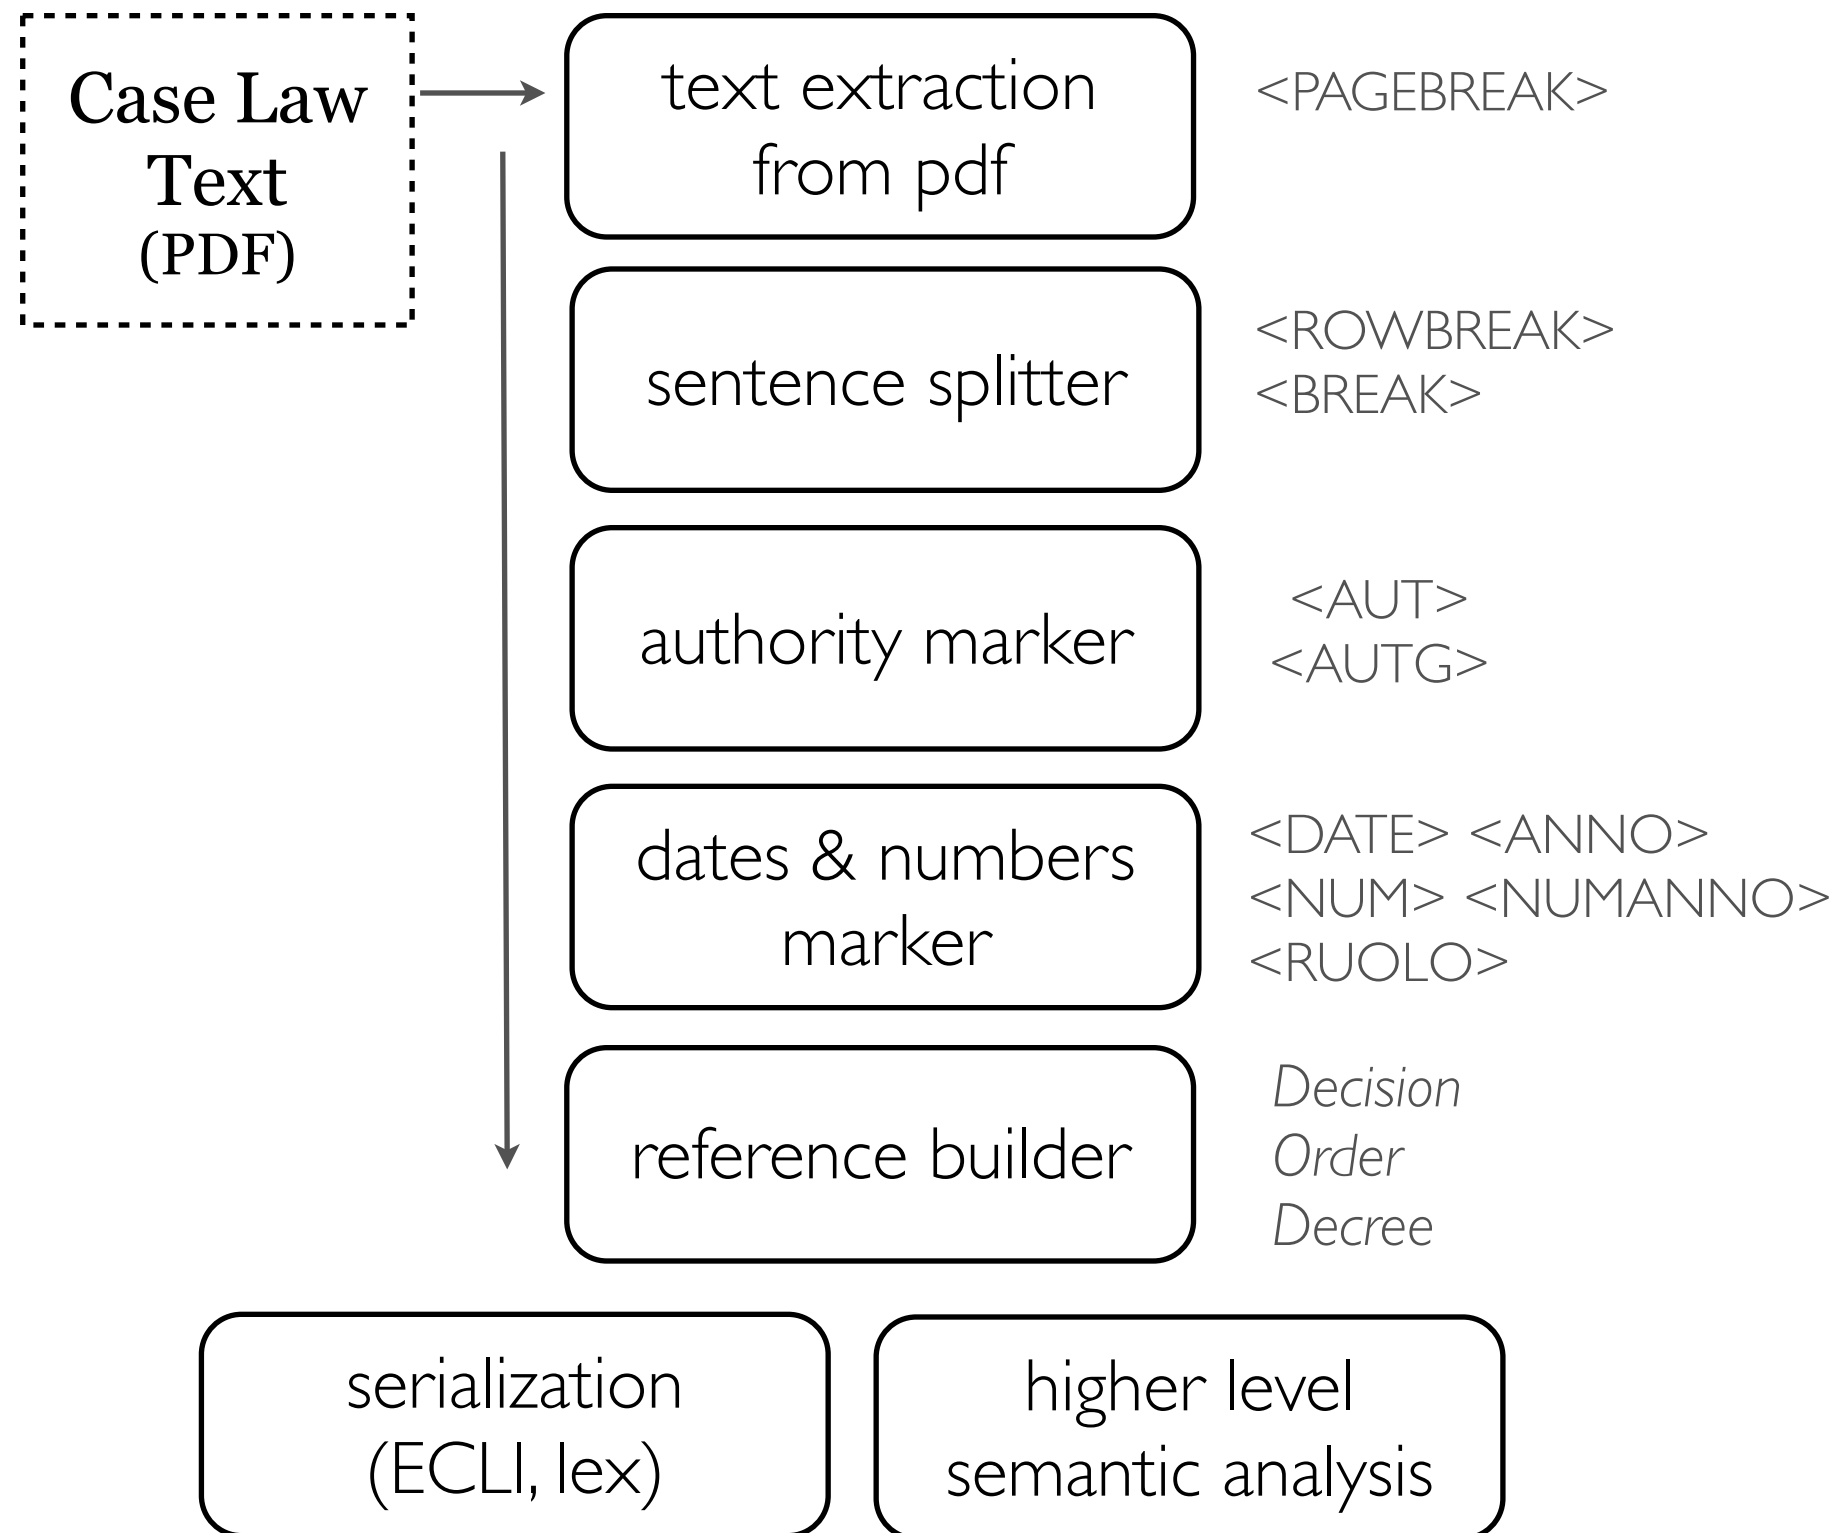 Case Law
Text
(PDF)
text extraction
from pdf
<PAGEBREAK>
sentence splitter
<ROWBREAK>
<BREAK>
authority marker
<AUT>
<AUTG>
dates & numbers
marker
<DATE> <ANNO>
<NUM> <NUMANNO>
<RUOLO>
reference builder
Decision
Order
Decree
serialization
(ECLI, lex)
higher level
semantic analysis